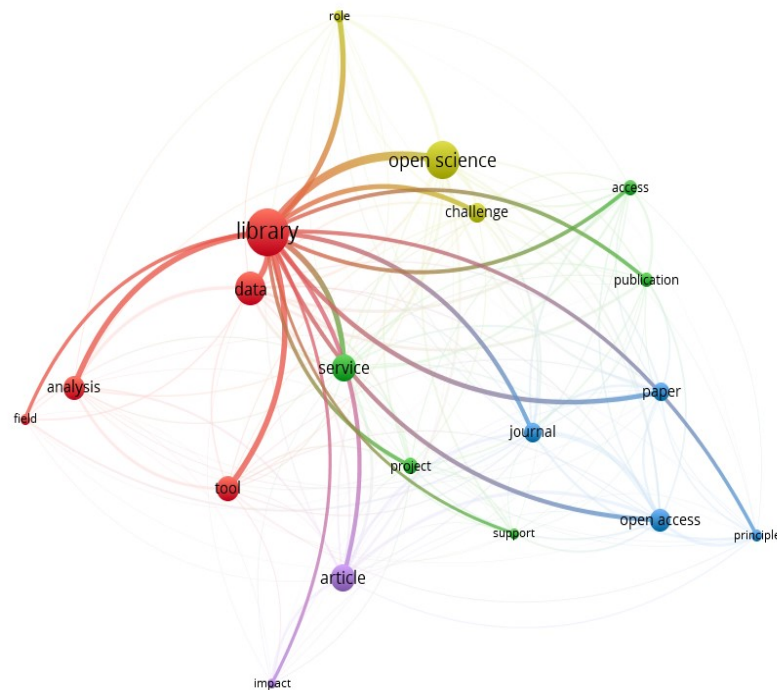 role
open science
access
challenge
library
publication
data
service
analysis
paper
field
journal
project
tool
open access
support
principle
article
impact